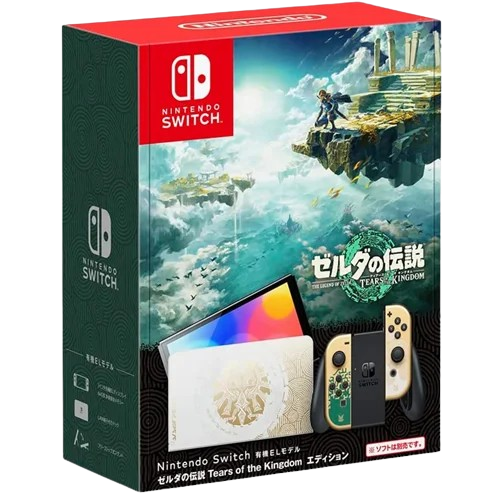 Nintendo
NINTENDO
SWITCH
ゼルダの伝説
THE LEGEND OF ZELDA
TEARS OF THE KINGDOM
NINTENDO
SWITCH
有機ELモデル
SWITCH
Nintendo Switch 有機ELモデル
ゼルダの伝説 Tears of the Kingdom エディション
※ソフトは別売です。